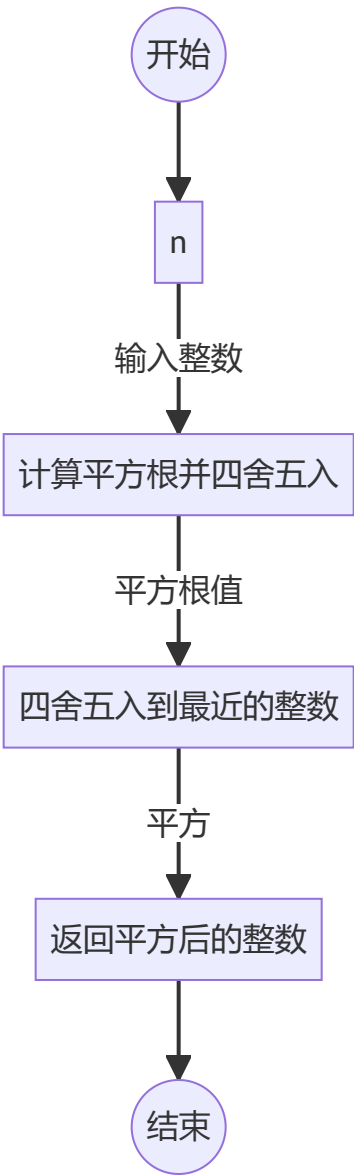 开始
n
输入整数
计算平方根并四舍五入
平方根值
四舍五入到最近的整数
平方
返回平方后的整数
结束